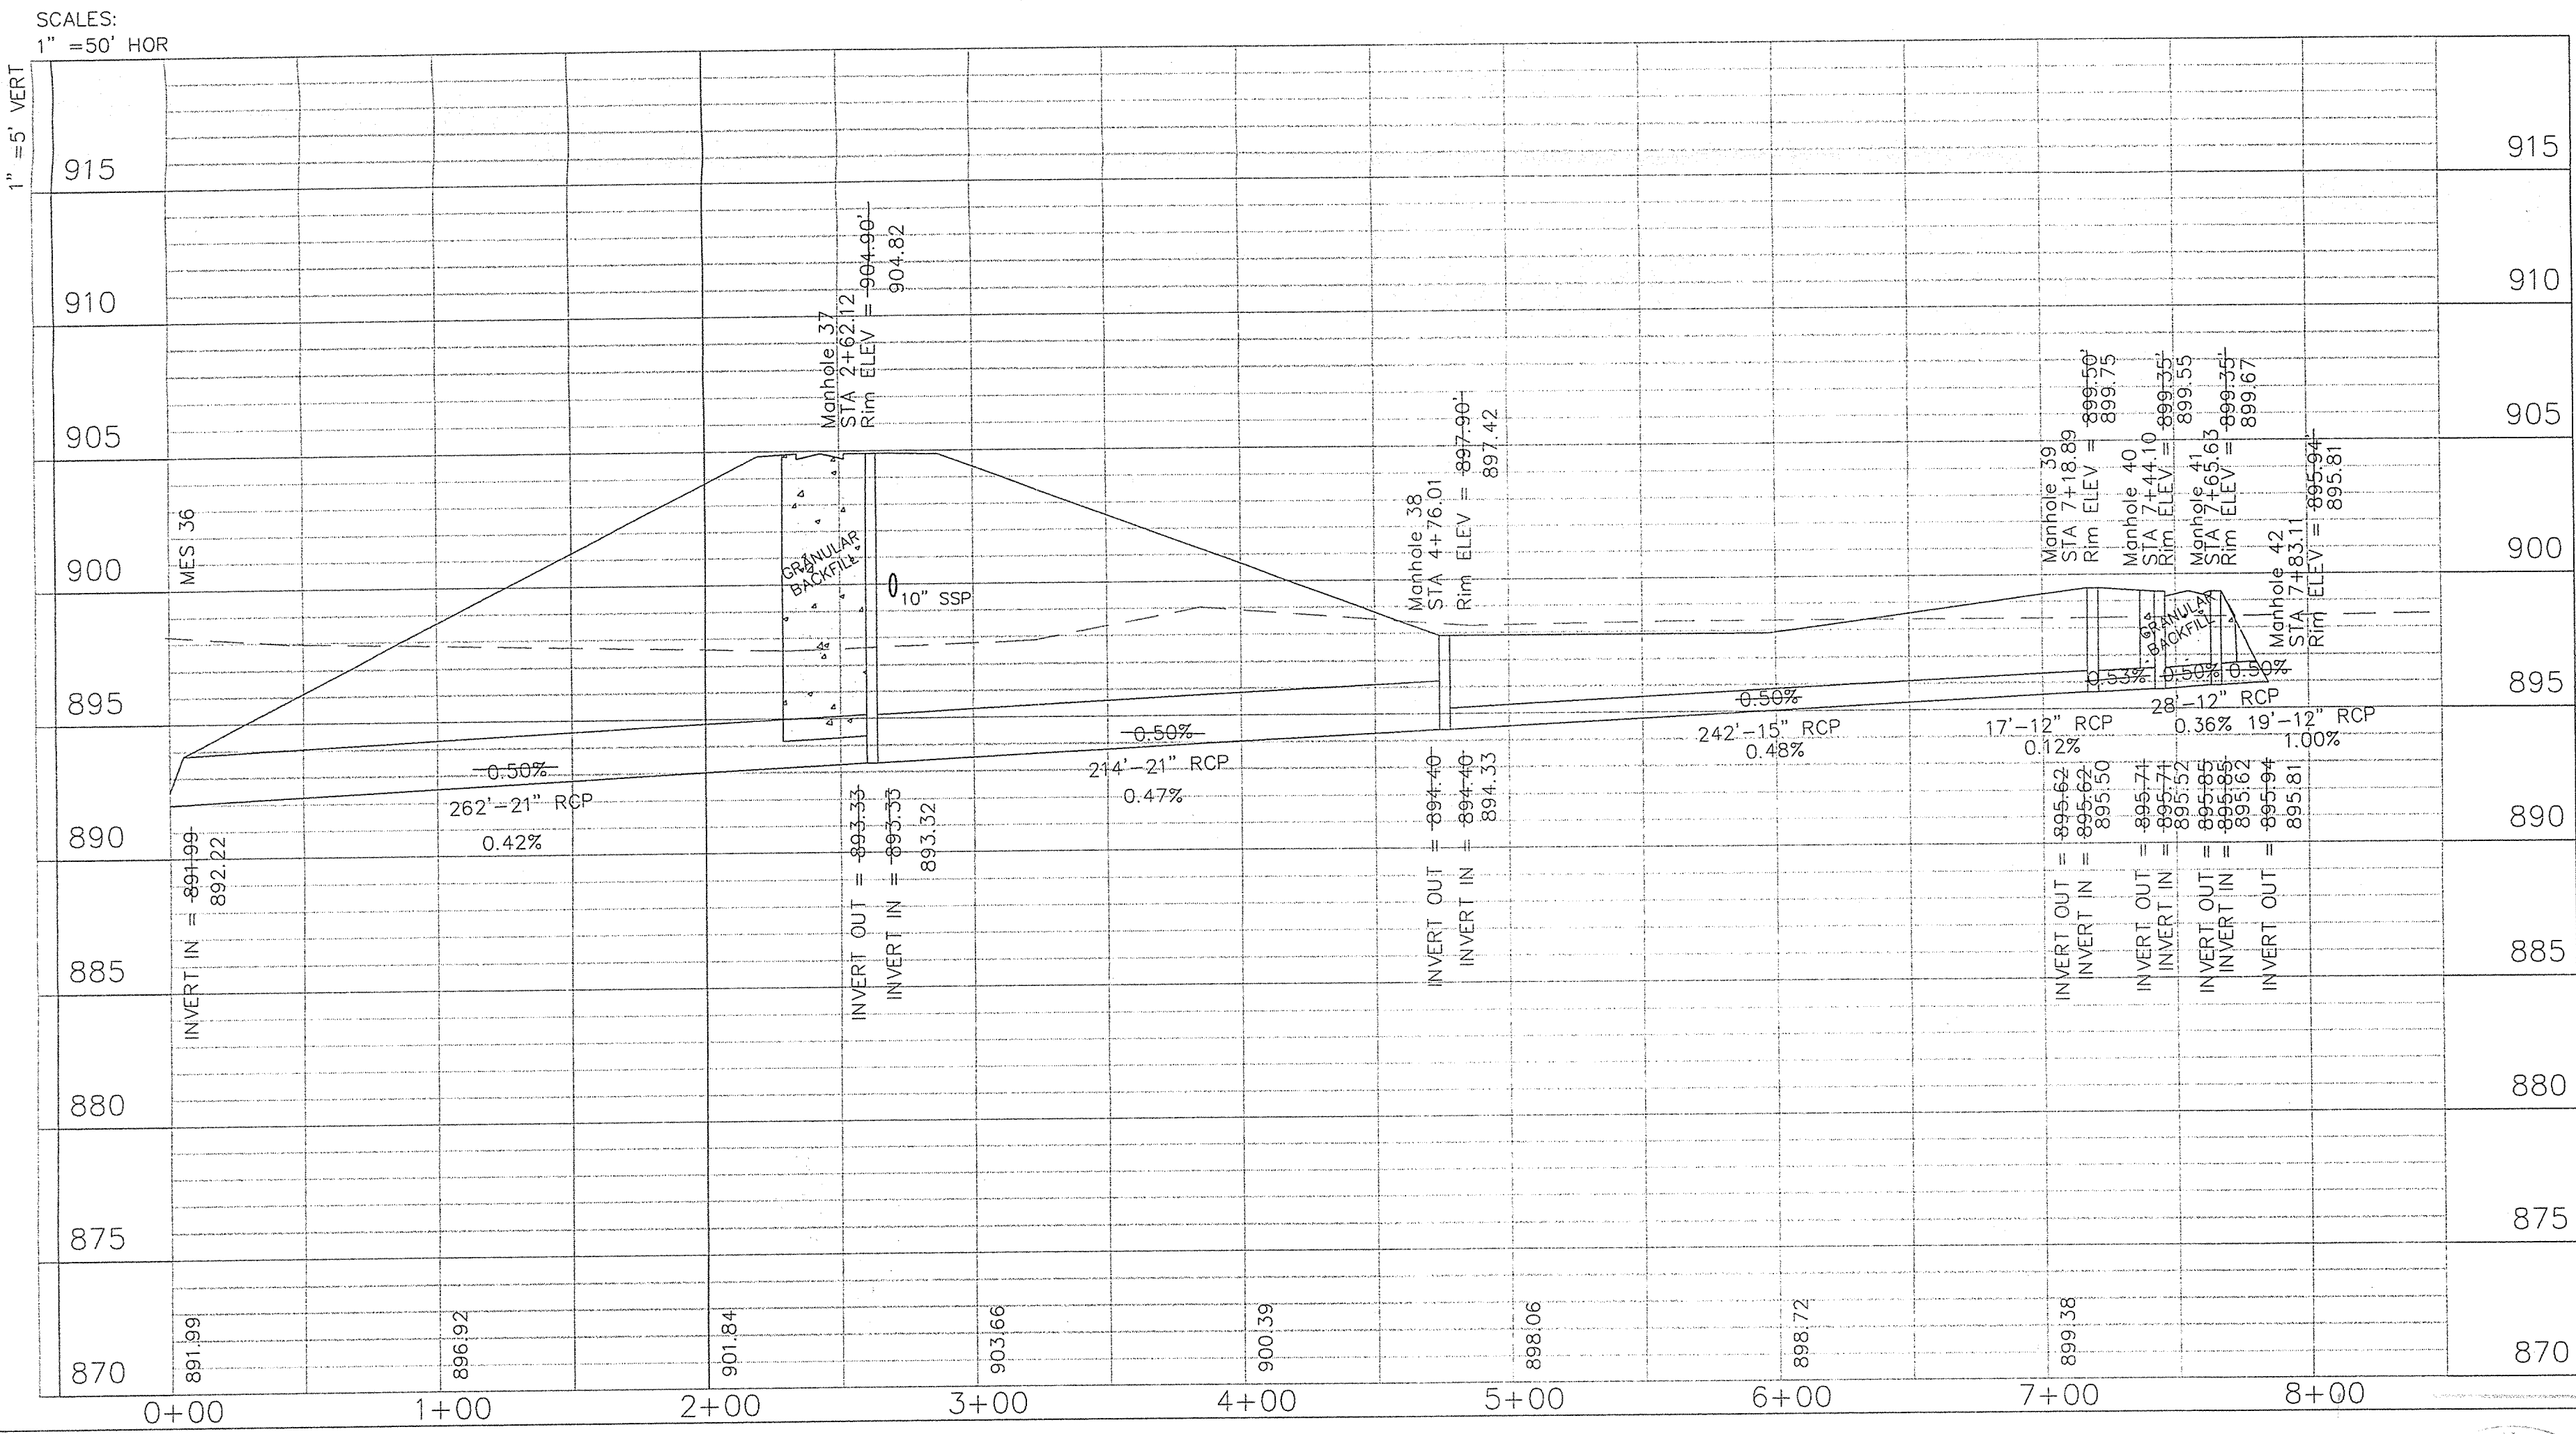 SCALES:
1" =50' HOR
1" =5' VERT
915
910
905
900
895
890
885
880
875
870
915
910
905
900
895
890
885
880
875
870
MES 36
INVERT IN = 891.99
892.22
0.50%
262'-21" RCP
0.42%
Manhole 37
STA 2+62.12
Rim ELEV = 904.90'
904.82
GRANULAR
BACKFILL
10" SSP
INVERT OUT = 893.33
INVERT IN = 893.33
893.32
0.50%
214'-21" RCP
0.47%
Manhole 38
STA 4+76.01
Rim ELEV = 897.90'
897.42
INVERT OUT = 894.40
INVERT IN = 894.40
894.33
0.50%
242'-15" RCP
0.48%
Manhole 39
STA 7+18.89
Rim ELEV = 899.50'
899.75
Manhole 40
STA 7+44.10
Rim ELEV = 899.35'
899.55
Manhole 41
STA 7+65.63
Rim ELEV = 899.35'
899.67
Manhole 42
STA 7+83.11
Rim ELEV = 895.94'
895.81
GRANULAR
BACKFILL
0.53% 0.50% 0.50%
28'-12" RCP
17'-12" RCP
0.36%
19'-12" RCP
0.12%
1.00%
INVERT OUT = 895.62
INVERT IN = 895.62
895.50
INVERT OUT = 895.71
INVERT IN = 895.71
895.52
INVERT OUT = 895.85
INVERT IN = 895.85
895.62
INVERT OUT = 895.94
895.81
891.99
896.92
901.84
903.66
900.39
898.06
898.72
899.38
0+00
1+00
2+00
3+00
4+00
5+00
6+00
7+00
8+00